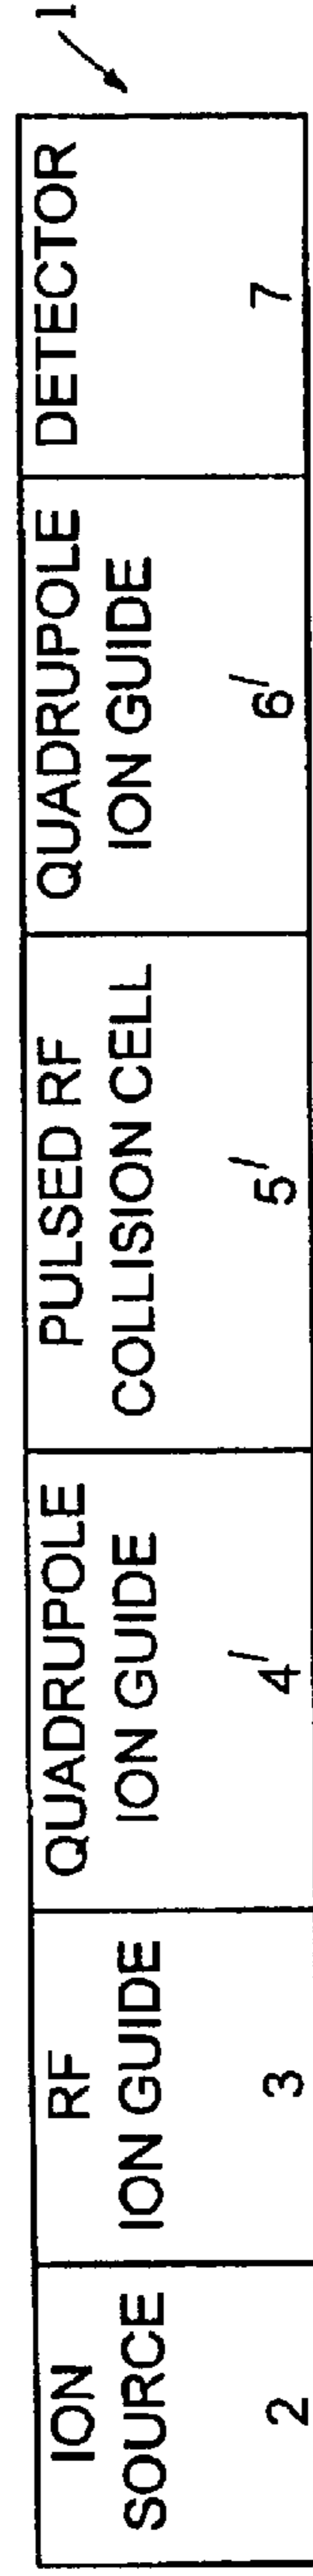 1
ION
SOURCE
2
RF
ION GUIDE
3
QUADRUPOLE
ION GUIDE
4'
PULSED RF
COLLISION CELL
5'
QUADRUPOLE
ION GUIDE
6'
DETECTOR
7